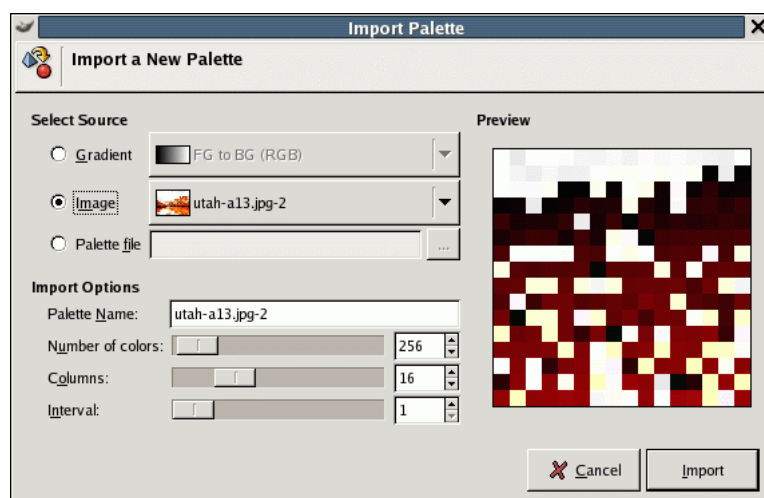 Import Palette
Import a New Palette
Select Source
Preview
Gradient
FG to BG (RGB)
Image
utah-a13.jpg-2
Palette file
...
Import Options
Palette Name:
utah-a13.jpg-2
Number of colors:
256
Columns:
16
Interval:
1
Cancel
Import